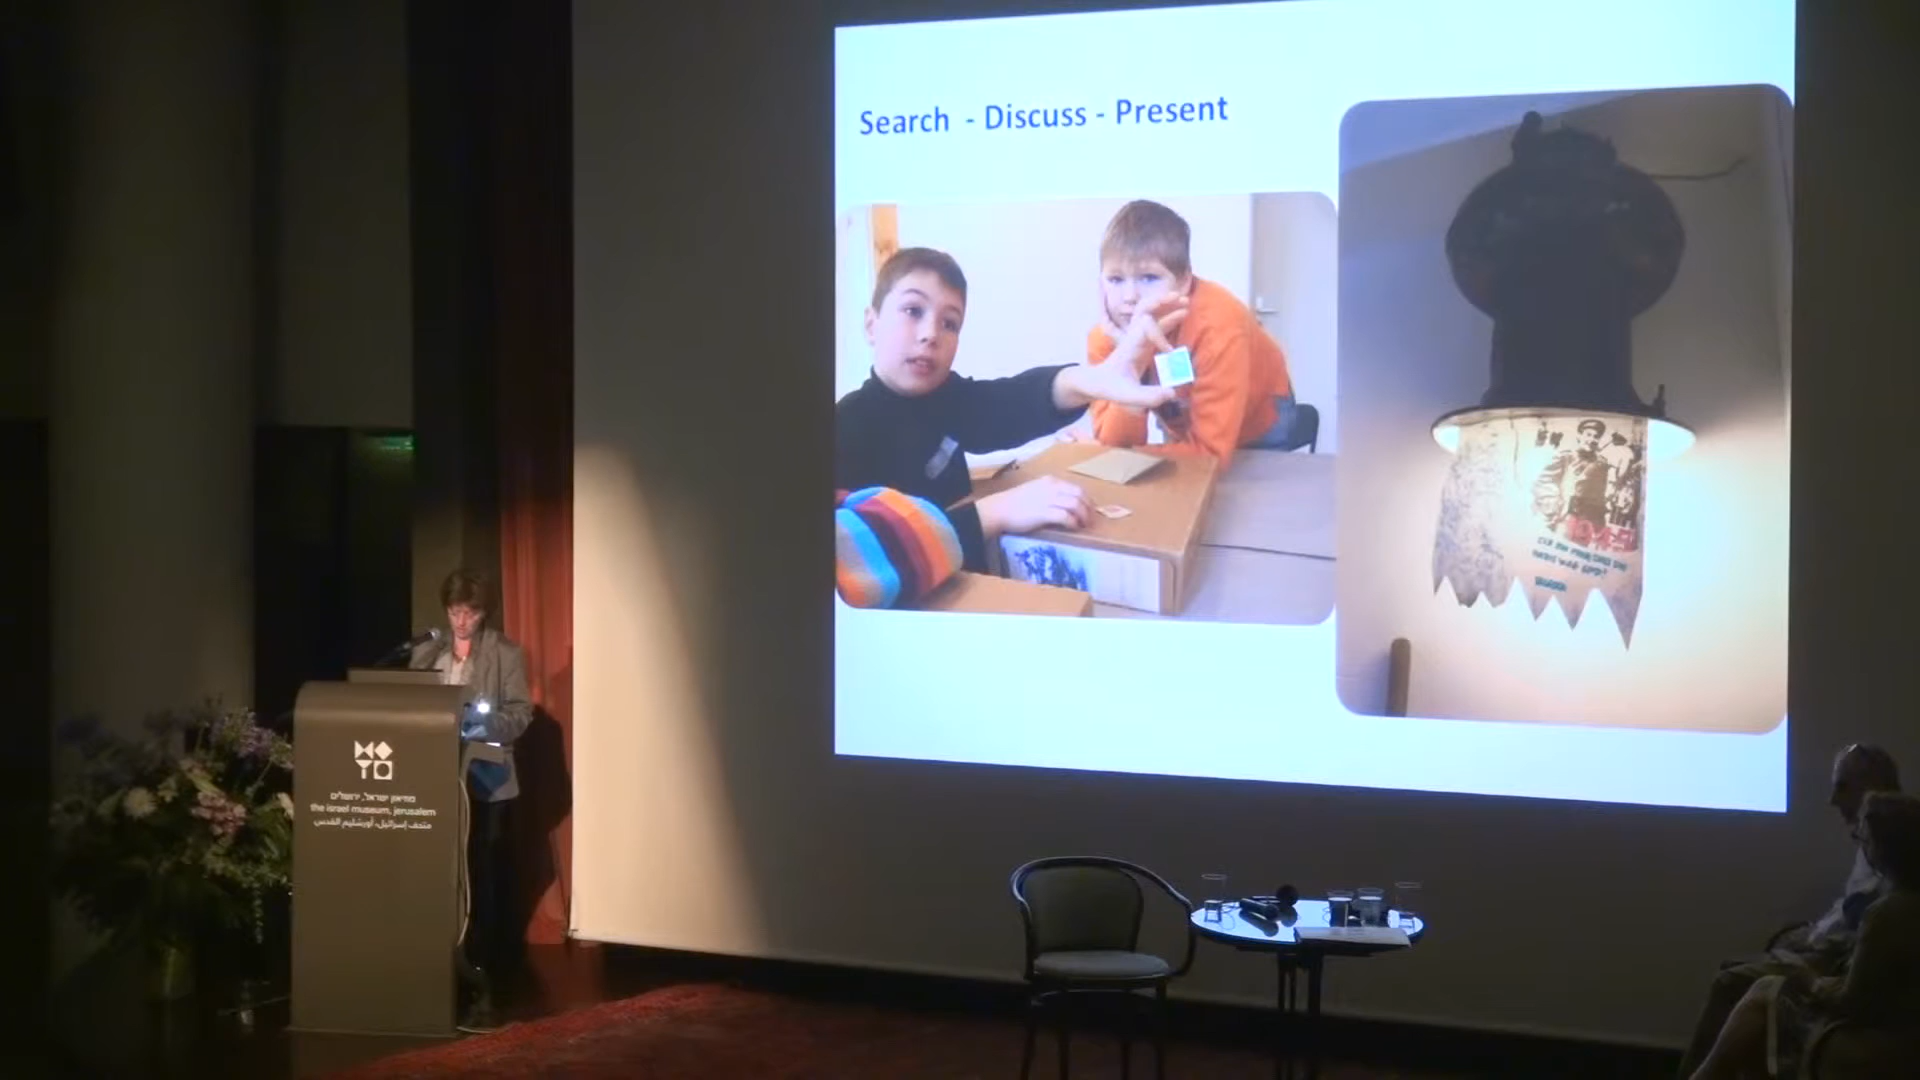 Search - Discuss - Present
1945
מוזיאון ישראל, ירושלים
the israel museum, jerusalem
متحف إسرائيل، أورشليم القدس